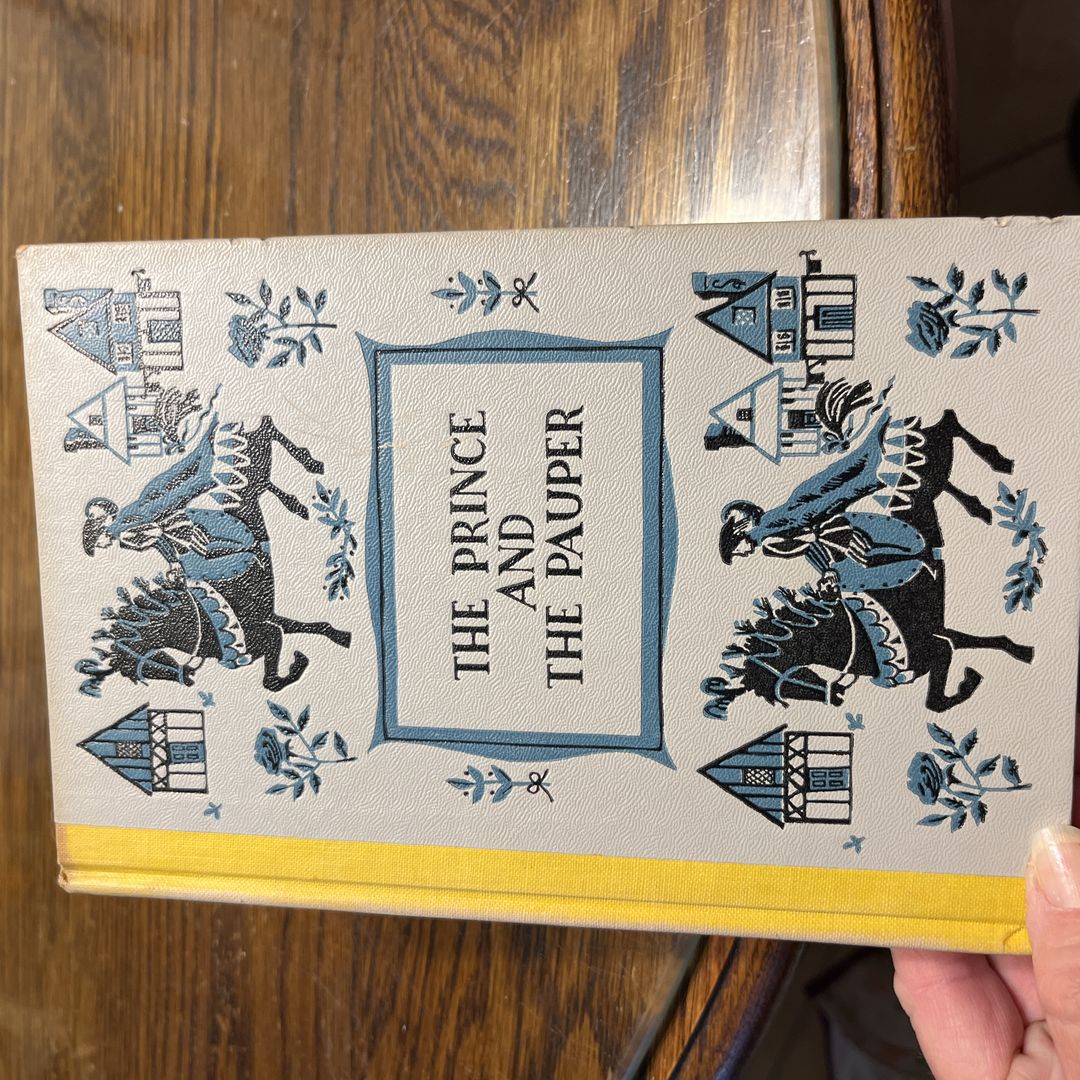 THE PRINCE
AND
THE PAUPER